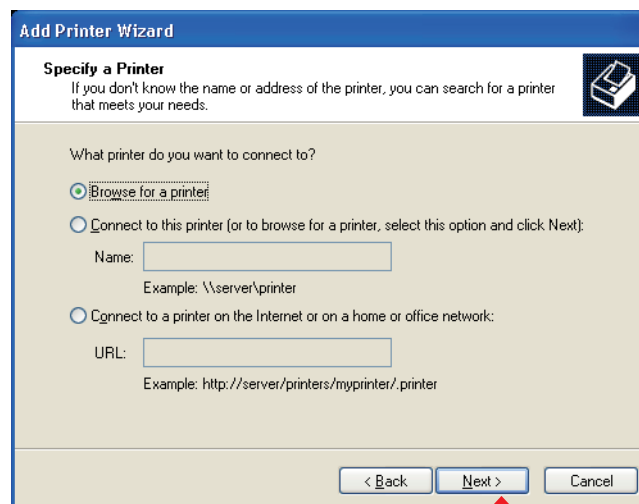 Add Printer Wizard
Specify a Printer
If you don't know the name or address of the printer, you can search for a printer
that meets your needs.
What printer do you want to connect to?
Browse for a printer
Connect to this printer (or to browse for a printer, select this option and click Next):
Name:
Example: \\server\printer
Connect to a printer on the Internet or on a home or office network:
URL:
Example: http://server/printers/myprinter/.printer
< Back Next > Cancel